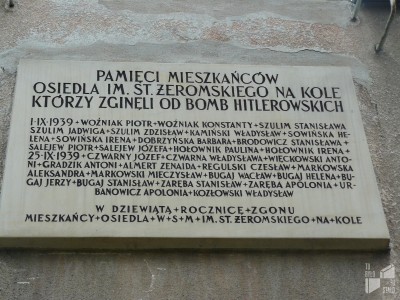 PAMIĘCI MIESZKAŃCÓW
OSIEDLA IM. ST. ŻEROMSKIEGO NA KOLE
KTÓRZY ZGINĘLI OD BOMB HITLEROWSKICH
1·IX·1939 + WOŹNIAK PIOTR + WOŹNIAK KONSTANTY + SZULIM STANISŁAWA
SZULIM JADWIGA + SZULIM ZDZISŁAW + KAMIŃSKI WŁADYSŁAW + SOWIŃSKA HE-
LENA + SOWIŃSKA IRENA + DOBRZYŃSKA BARBARA + BRODOWICZ STANISŁAWA +
SALEJEW PIOTR + SALEJEW JÓZEFA + HOŁOWNIK PAULINA + HOŁOWNIK IRENA +
25·IX·1939 + CZWARNY JÓZEF + CZWARNA WŁADYSŁAWA + WIĘCKOWSKI ANTO-
NI + GRADZIK ANTONI + ALMERT ZENAIDA + REGULSKI CZESŁAW + MARKOWSKA
ALEKSANDRA + MARKOWSKI MIECZYSŁAW + BUGAJ WACŁAW + BUGAJ HELENA + BU-
GAJ JERZY + BUGAJ STANISŁAW + ZARĘBA STANISŁAW + ZARĘBA APOLONIA + UR-
BANOWICZ APOLONIA + KOZŁOWSKI WŁADYSŁAW
W DZIEWIĄTĄ + ROCZNICĘ + ZGONU
MIESZKAŃCY + OSIEDLA + W + S + M + IM. ST. ŻEROMSKIEGO + NA + KOLE